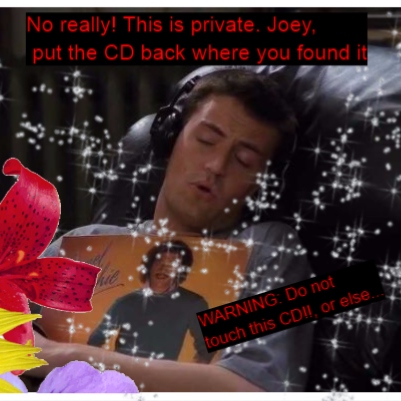 No really! This is private. Joey,
put the CD back where you found it
WARNING: Do not
touch this CD!!, or else...